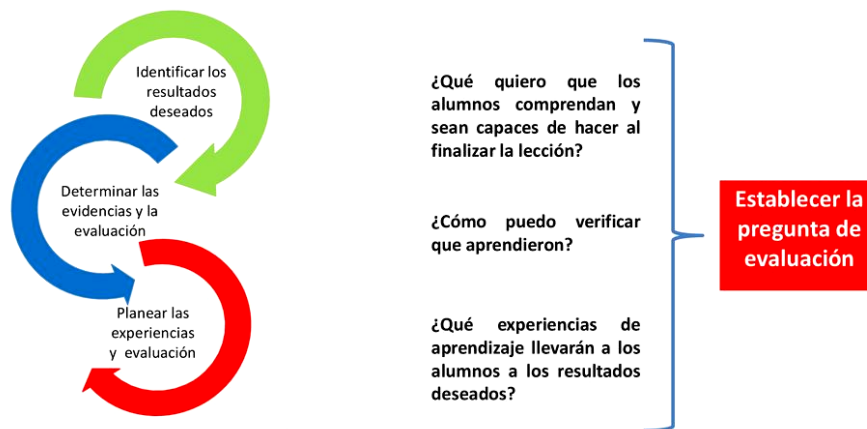 Identificar los
resultados
deseados
Determinar las
evidencias y la
evaluación
Planear las
experiencias
y evaluación
¿Qué quiero que los
alumnos comprendan y
sean capaces de hacer al
finalizar la lección?
¿Cómo puedo verificar
que aprendieron?
¿Qué experiencias de
aprendizaje llevarán a los
alumnos a los resultados
deseados?
Establecer la
pregunta de
evaluación